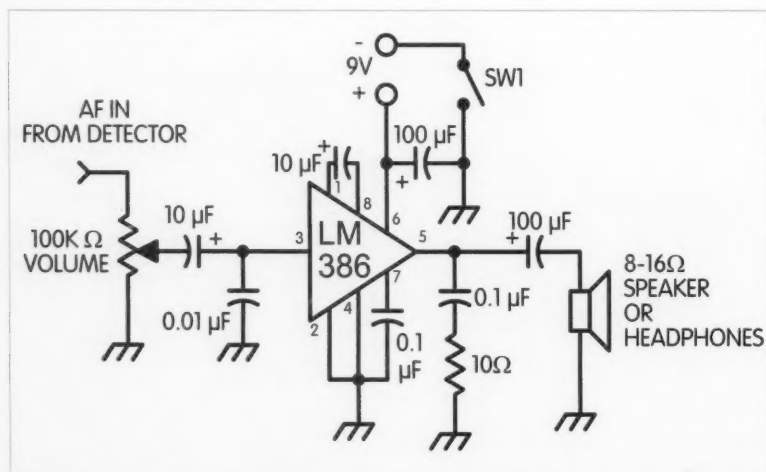 AF IN
FROM DETECTOR
100K Ω
VOLUME
10 µF
+
0.01 µF
10 µF
+
1
8
3
LM
386
2
4
7
6
5
0.1
µF
-
9V
+
SW1
100 µF
+
100 µF
+
0.1 µF
10Ω
8-16Ω
SPEAKER
OR
HEADPHONES